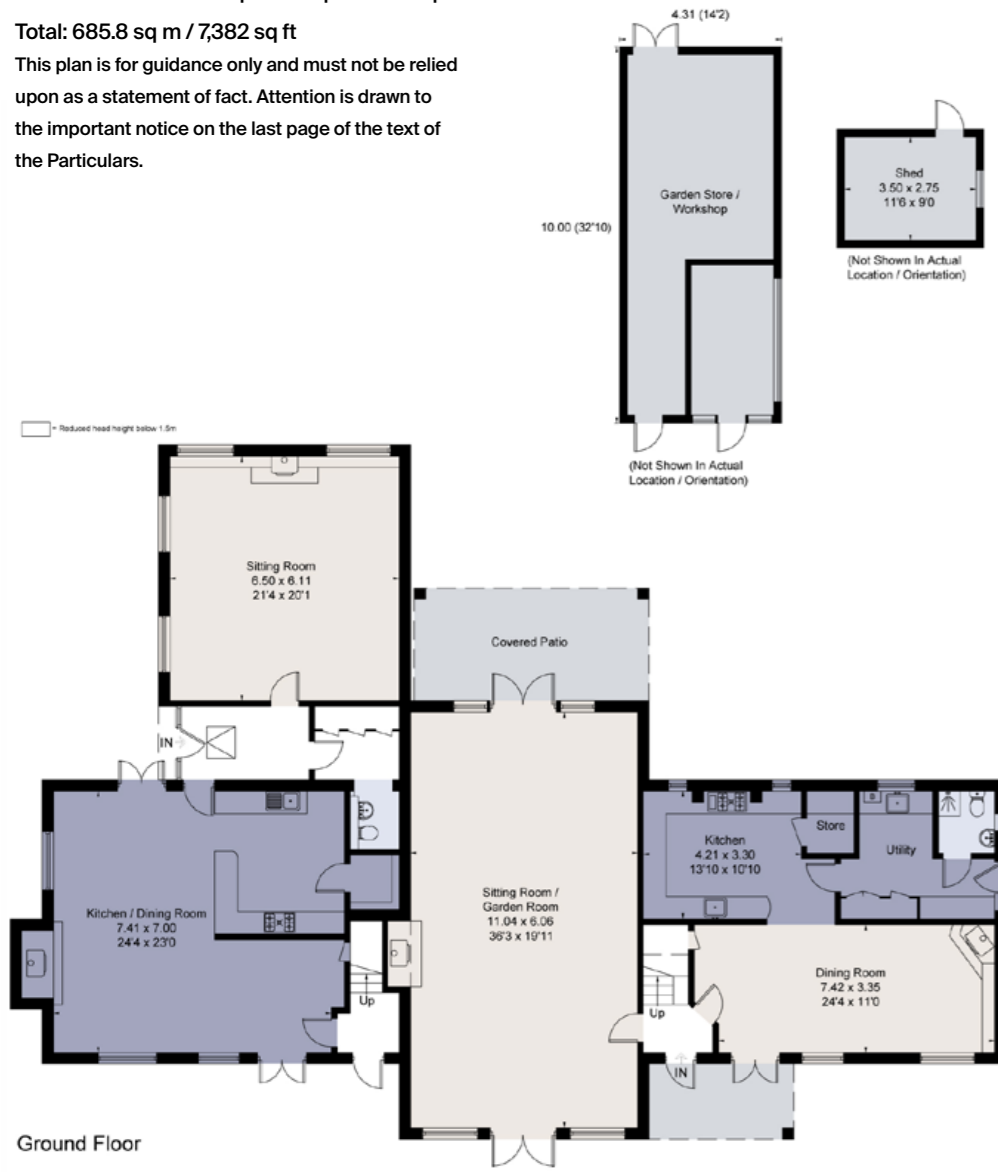 Total: 685.8 sq m / 7,382 sq ft
This plan is for guidance only and must not be relied
upon as a statement of fact. Attention is drawn to
the important notice on the last page of the text of
the Particulars.
4.31 (14'2)
Garden Store /
Workshop
10.00 (32'10)
(Not Shown In Actual
Location / Orientation)
Shed
3.50 x 2.75
11'6 x 9'0
(Not Shown In Actual
Location / Orientation)
= Reduced head height below 1.5m
Sitting Room
6.50 x 6.11
21'4 x 20'1
Covered Patio
IN
Kitchen / Dining Room
7.41 x 7.00
24'4 x 23'0
Up
Sitting Room /
Garden Room
11.04 x 6.06
36'3 x 19'11
Kitchen
4.21 x 3.30
13'10 x 10'10
Store
Utility
Up
Dining Room
7.42 x 3.35
24'4 x 11'0
IN
Ground Floor